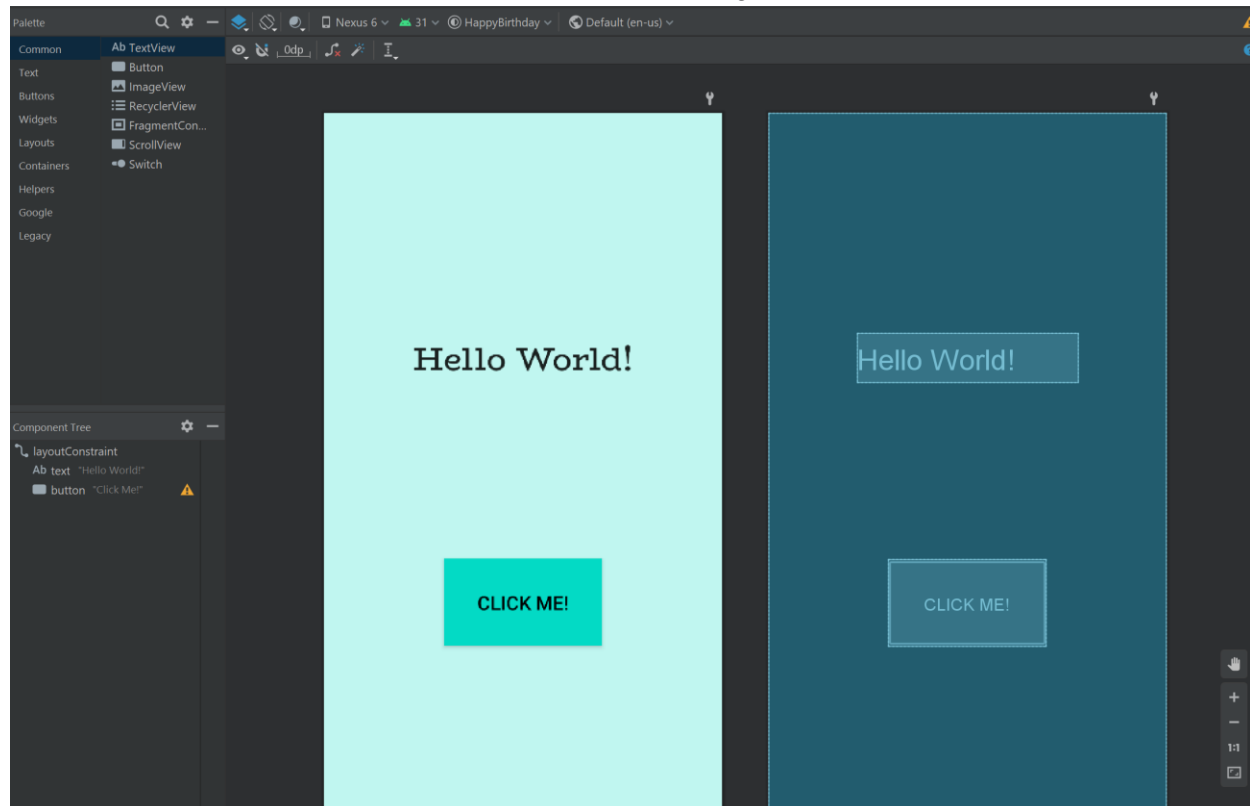 Palette
Nexus 6 31 HappyBirthday Default (en-us)
Common
Text
Buttons
Widgets
Layouts
Containers
Helpers
Google
Legacy
Ab TextView
Button
ImageView
RecyclerView
FragmentCon...
ScrollView
Switch
0dp
Component Tree
layoutConstraint
Ab text "Hello World!"
button "Click Me!"
Hello World!
CLICK ME!
Hello World!
CLICK ME!
1:1